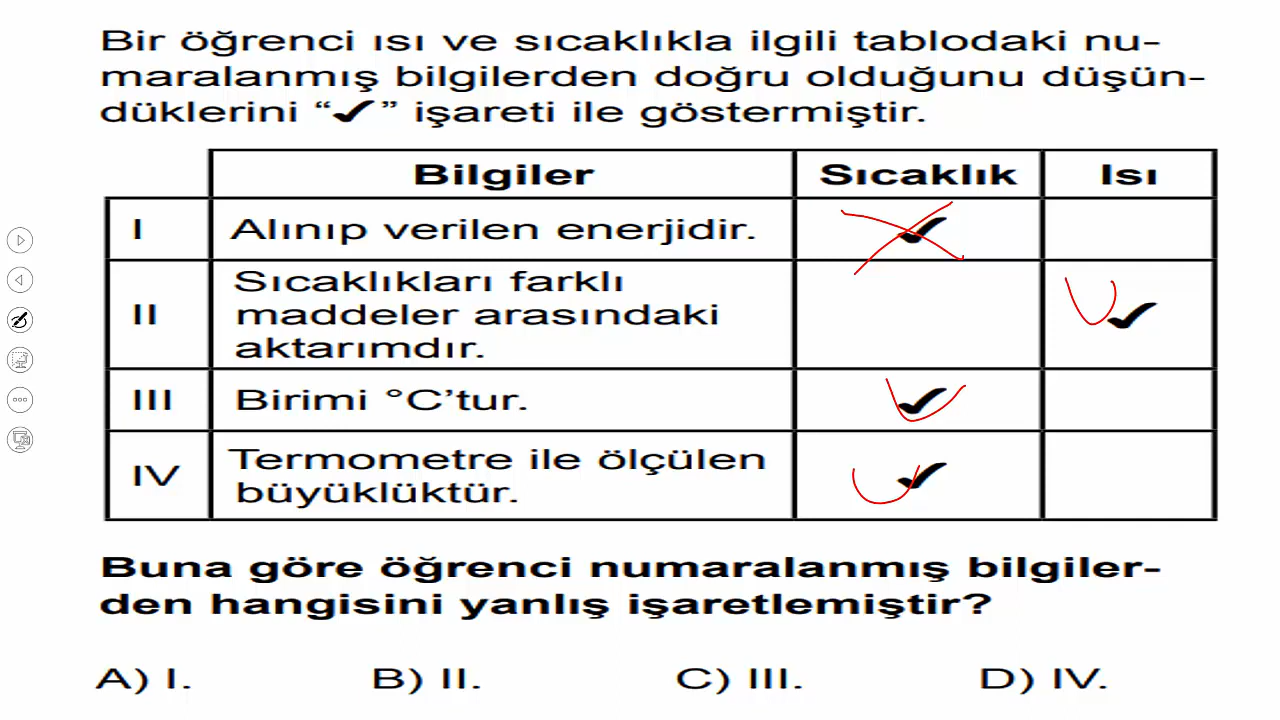 Bir öğrenci ısı ve sıcaklıkla ilgili tablodaki nu-
maralanmış bilgilerden doğru olduğunu düşün-
düklerini “✓” işareti ile göstermiştir.
Bilgiler Sıcaklık Isı
I Alınıp verilen enerjidir. ✓
II Sıcaklıkları farklı
maddeler arasındaki ✓
aktarımdır.
III Birimi °C’tur. ✓
IV Termometre ile ölçülen ✓
büyüklüktür.
Buna göre öğrenci numaralanmış bilgiler-
den hangisini yanlış işaretlemiştir?
A) I. B) II. C) III. D) IV.